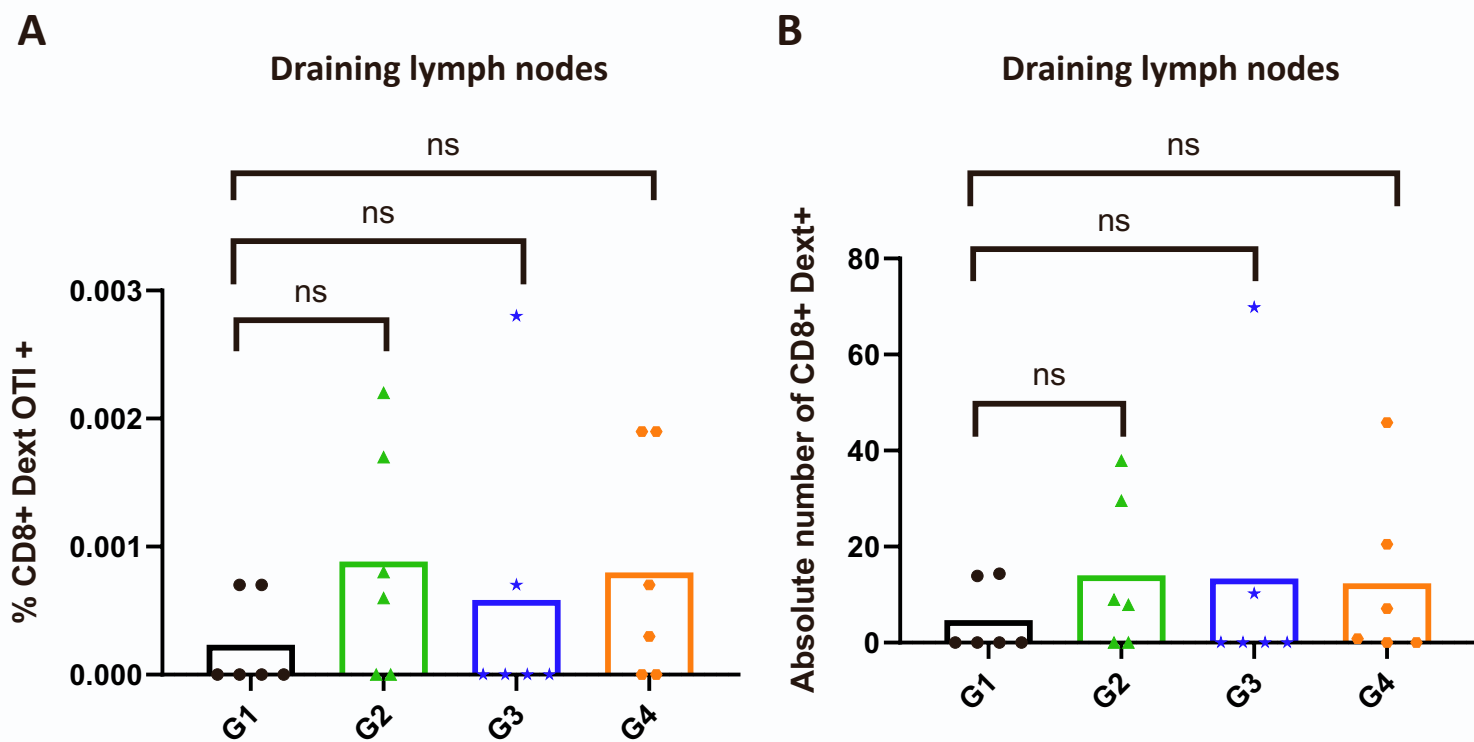 A
Draining lymph nodes
ns
ns
ns
% CD8+ Dext OTI +
0.003
0.002
0.001
0.000
G1
G2
G3
G4
B
Draining lymph nodes
ns
ns
ns
Absolute number of CD8+ Dext+
80
60
40
20
0
G1
G2
G3
G4